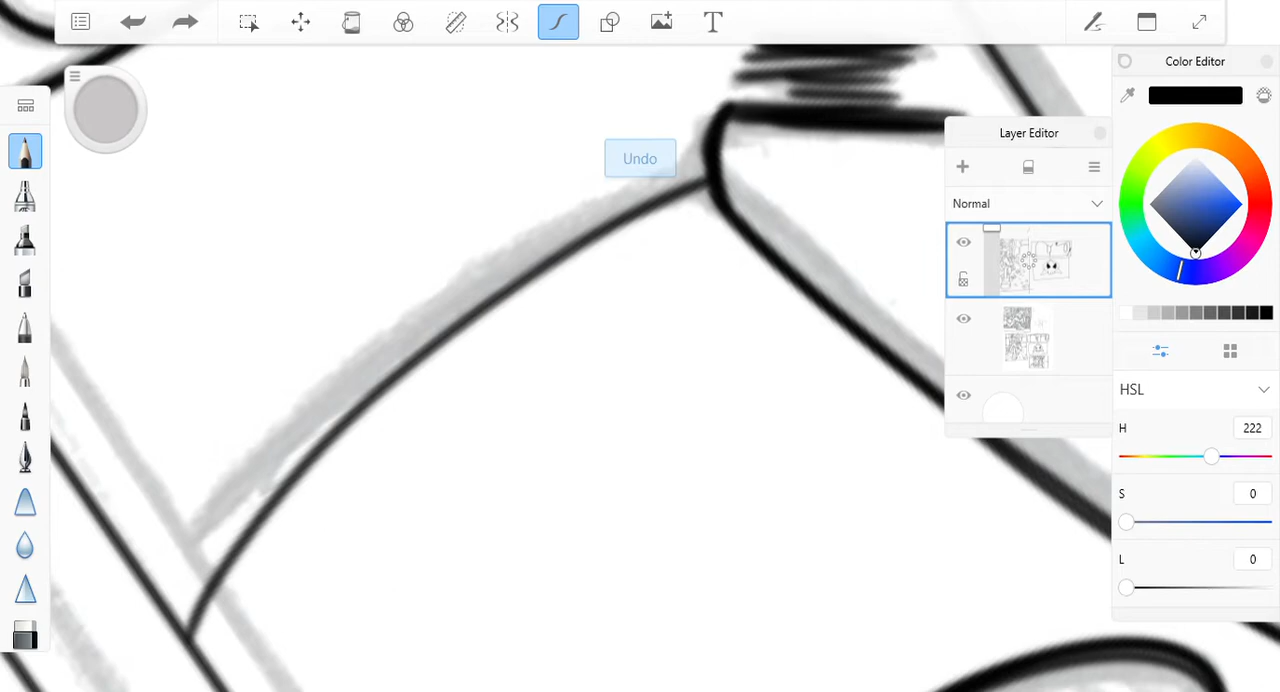 T
Color Editor
Undo
Layer Editor
Normal
HSL
H 222
S 0
L 0